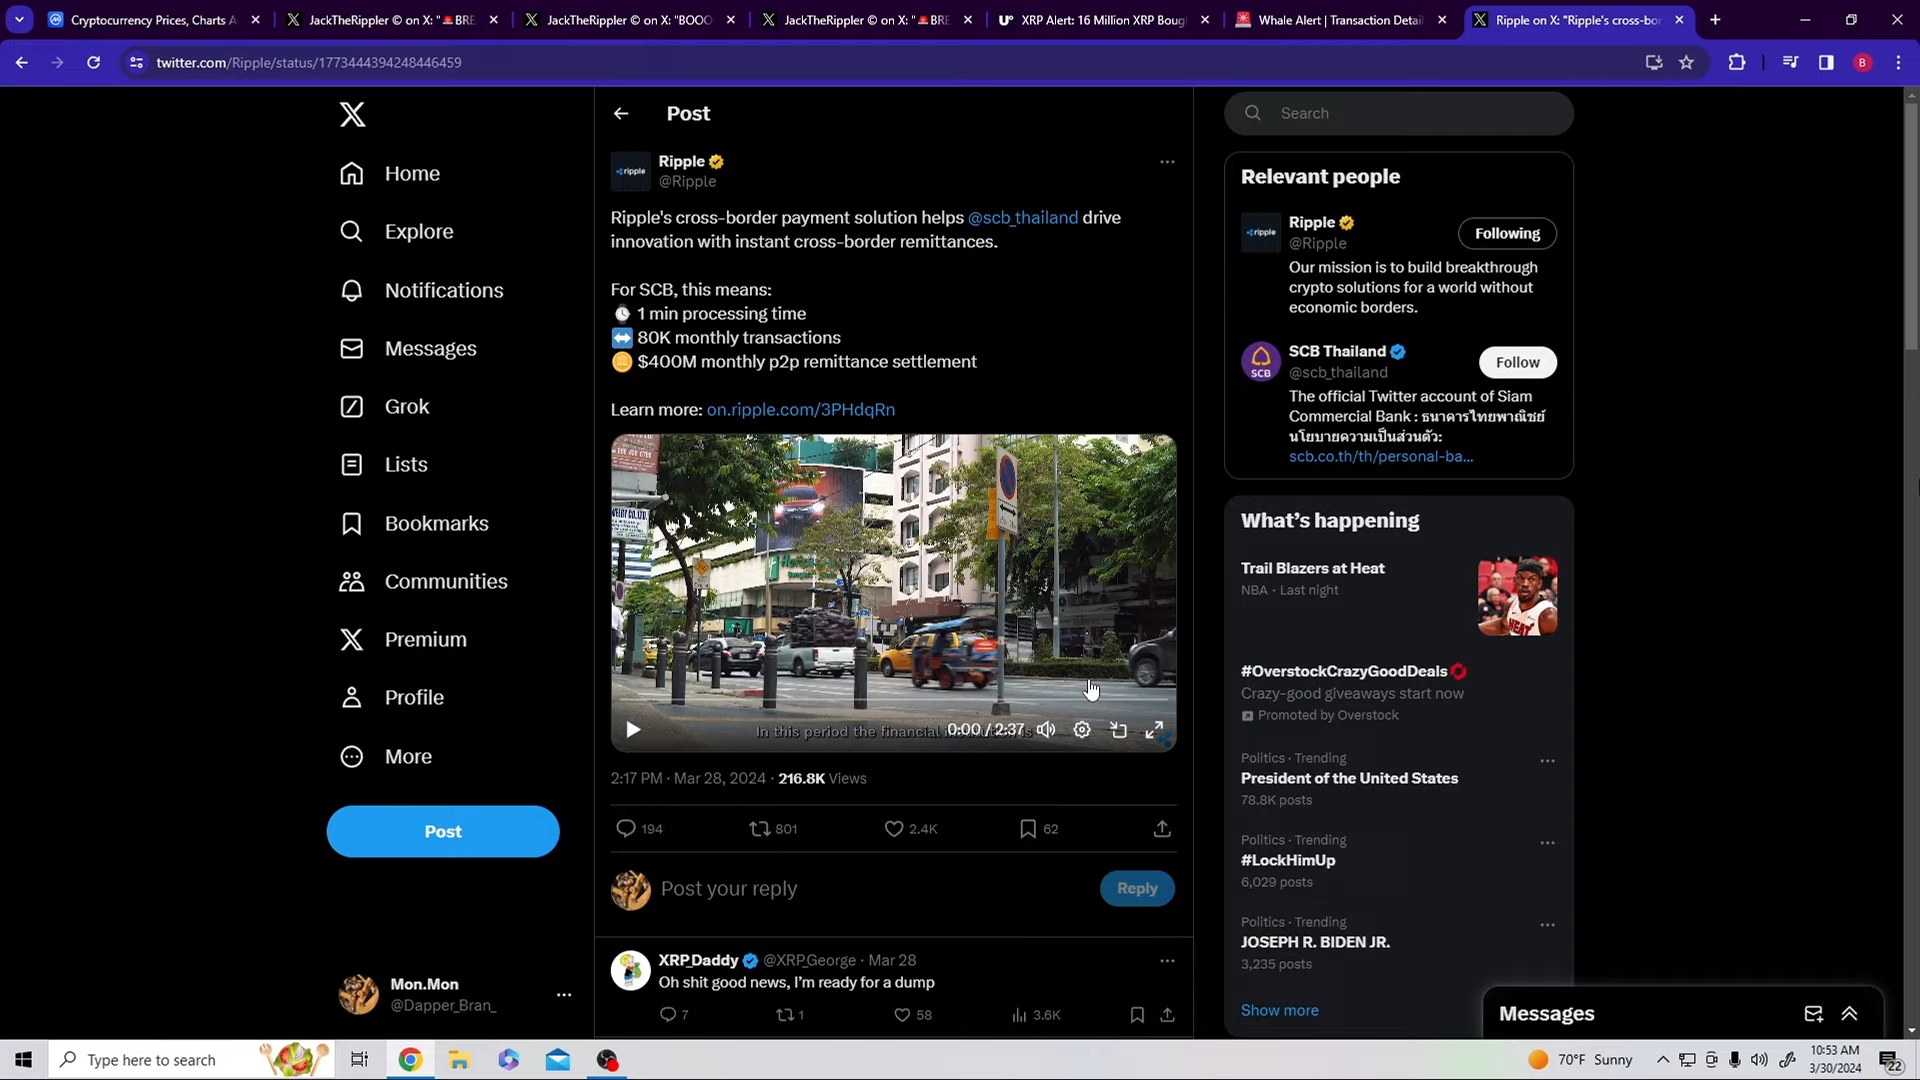 Cryptocurrency Prices, Charts A
JackTheRippler © on X: "🚨BRE
JackTheRippler © on X: "BOOO
JackTheRippler © on X: "🚨BRE
XRP Alert: 16 Million XRP Boug
Whale Alert | Transaction Detail
Ripple on X: "Ripple's cross-bor
twitter.com/Ripple/status/1773444394248446459
B
Home
Explore
Notifications
Messages
Grok
Lists
Bookmarks
Communities
Premium
Profile
More
Post
Mon.Mon
@Dapper_Bran_
Post
ripple
Ripple
@Ripple
Ripple's cross-border payment solution helps @scb_thailand drive
innovation with instant cross-border remittances.
For SCB, this means:
🕓 1 min processing time
↔️ 80K monthly transactions
🪙 $400M monthly p2p remittance settlement
Learn more: on.ripple.com/3PHdqRn
In this period the financial
0:00 / 2:37
2:17 PM · Mar 28, 2024 · 216.8K Views
194
801
2.4K
62
Post your reply
Reply
XRP_Daddy @XRP_George · Mar 28
Oh shit good news, I'm ready for a dump
7
1
58
3.6K
Search
Relevant people
ripple
Ripple
@Ripple
Following
Our mission is to build breakthrough
crypto solutions for a world without
economic borders.
SCB
SCB Thailand
@scb_thailand
Follow
The official Twitter account of Siam
Commercial Bank : ธนาคารไทยพาณิชย์
นโยบายความเป็นส่วนตัว:
scb.co.th/th/personal-ba...
What's happening
Trail Blazers at Heat
NBA · Last night
#OverstockCrazyGoodDeals
Crazy-good giveaways start now
Promoted by Overstock
Politics · Trending
President of the United States
78.8K posts
Politics · Trending
#LockHimUp
6,029 posts
Politics · Trending
JOSEPH R. BIDEN JR.
3,235 posts
Show more
Messages
Type here to search
70°F Sunny
10:53 AM
3/30/2024
22